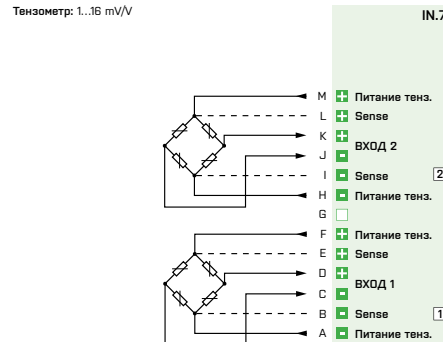 Тензометр: 1...16 mV/V
IN.7
M + Питание тенз.
L + Sense
K +
ВХОД 2
J -
I - Sense 2
H - Питание тенз.
G
F + Питание тенз.
E + Sense
D +
ВХОД 1
C -
B - Sense 1
A - Питание тенз.